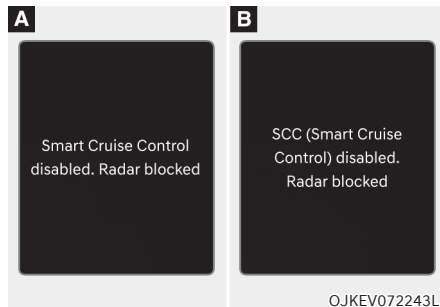 A
Smart Cruise Control
disabled. Radar blocked
B
SCC (Smart Cruise
Control) disabled.
Radar blocked
OJKEV072243L